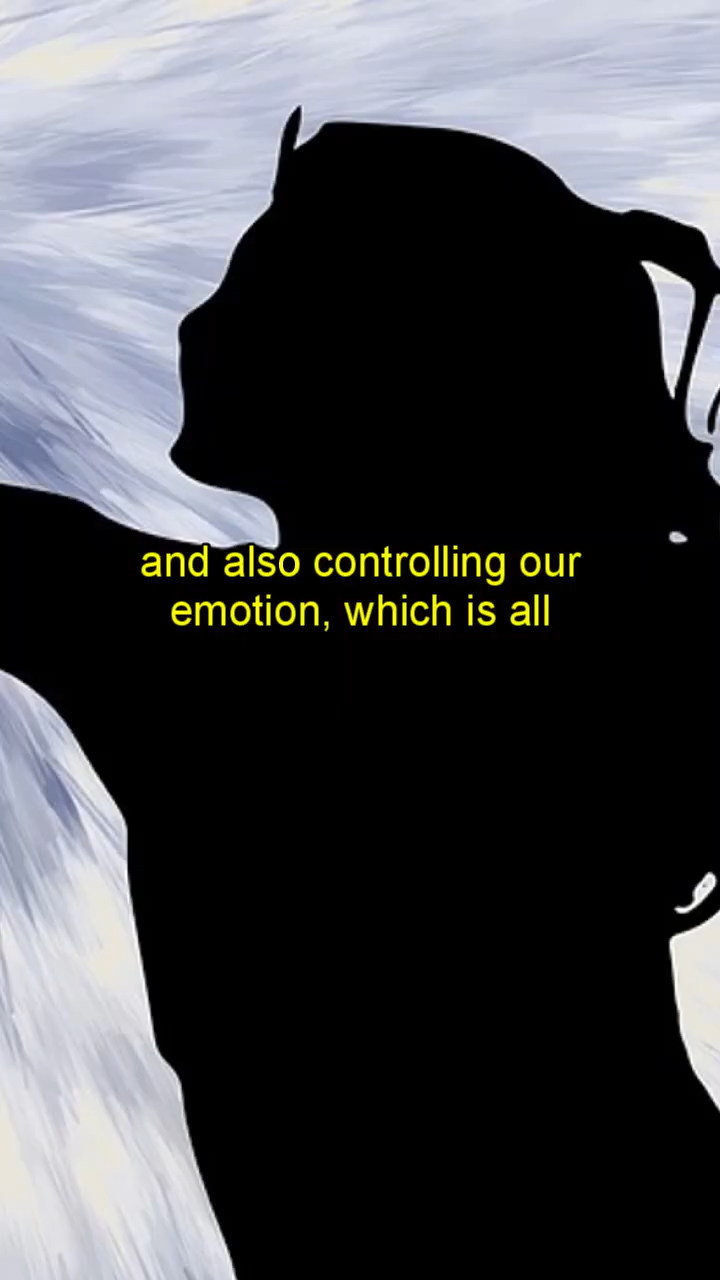 and also controlling our
emotion, which is all